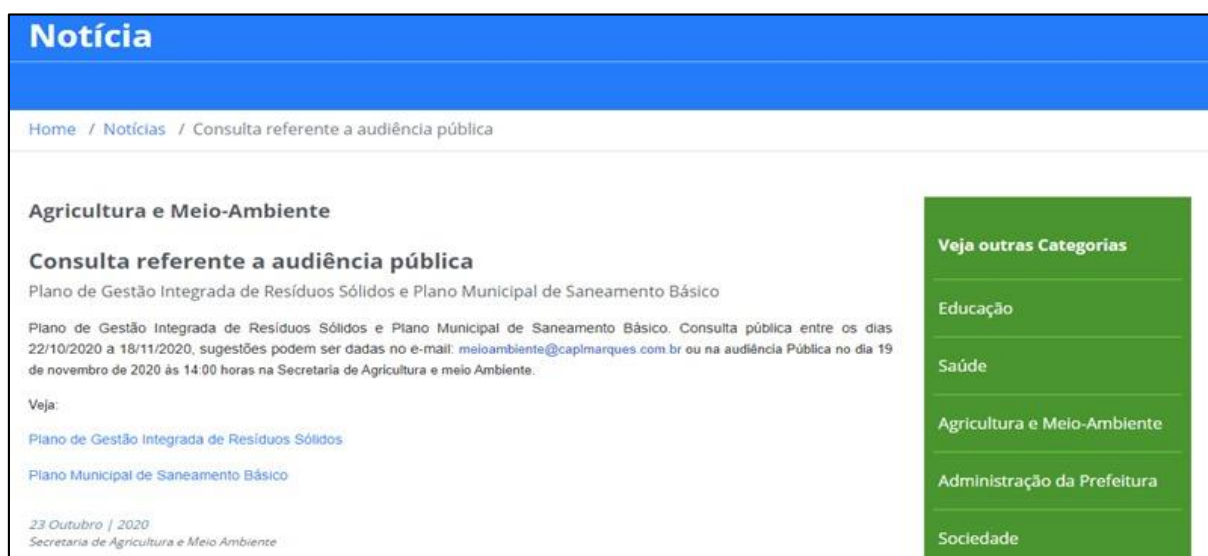 Notícia
Home / Notícias / Consulta referente a audiência pública
Agricultura e Meio-Ambiente
Consulta referente a audiência pública
Plano de Gestão Integrada de Resíduos Sólidos e Plano Municipal de Saneamento Básico
Plano de Gestão Integrada de Resíduos Sólidos e Plano Municipal de Saneamento Básico. Consulta pública entre os dias
22/10/2020 a 18/11/2020, sugestões podem ser dadas no e-mail: meioambiente@caplmarques.com.br ou na audiência Pública no dia 19
de novembro de 2020 às 14:00 horas na Secretaria de Agricultura e meio Ambiente.
Veja:
Plano de Gestão Integrada de Resíduos Sólidos
Plano Municipal de Saneamento Básico
23 Outubro | 2020
Secretaria de Agricultura e Meio Ambiente
Veja outras Categorias
Educação
Saúde
Agricultura e Meio-Ambiente
Administração da Prefeitura
Sociedade